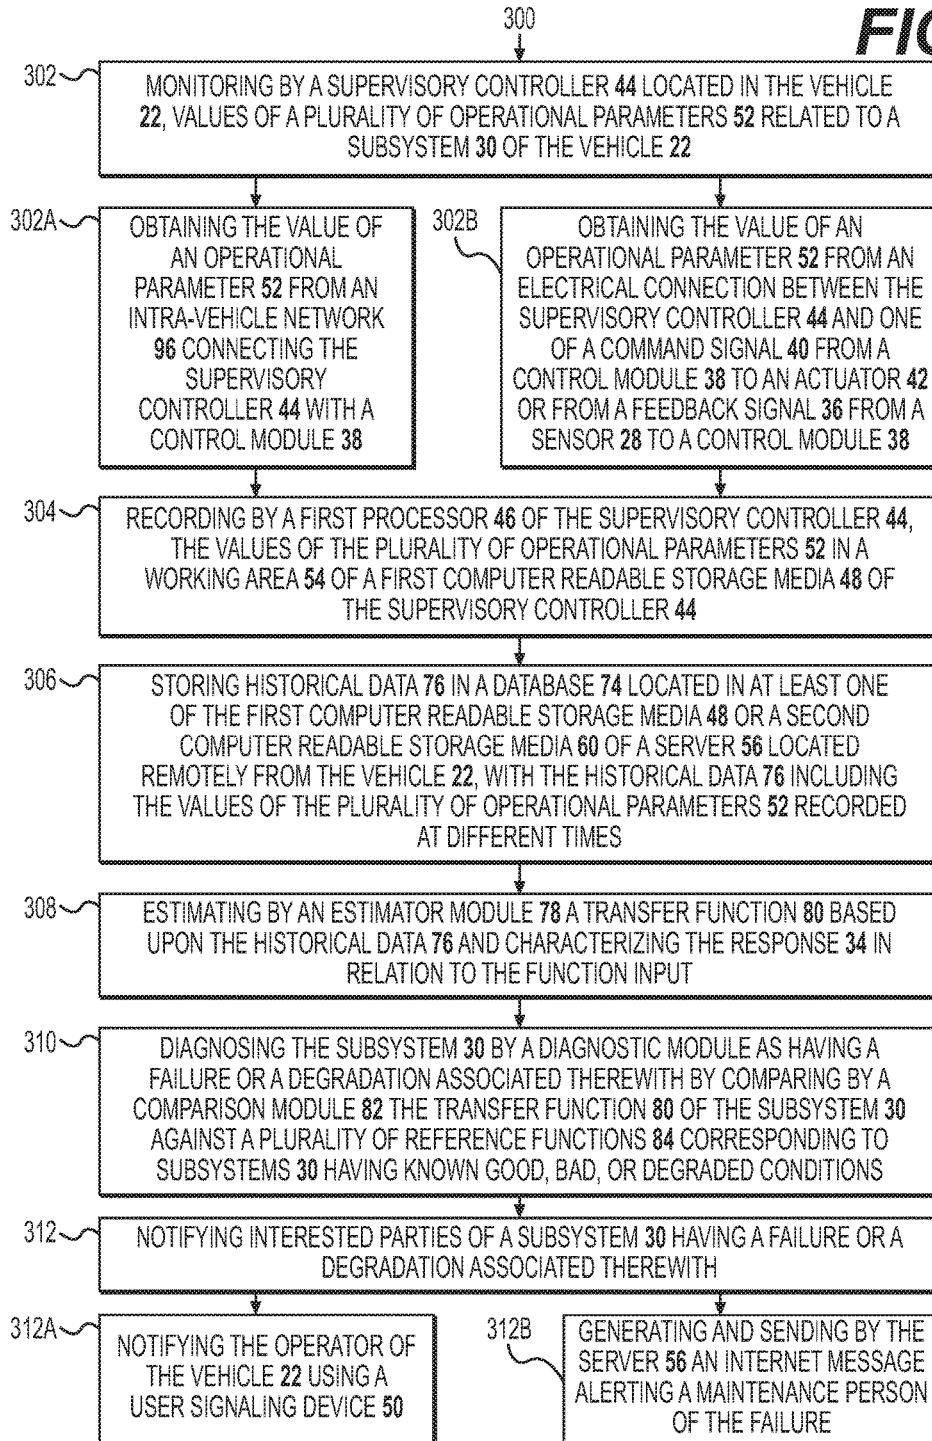 300
FIG
302
MONITORING BY A SUPERVISORY CONTROLLER 44 LOCATED IN THE VEHICLE
22, VALUES OF A PLURALITY OF OPERATIONAL PARAMETERS 52 RELATED TO A
SUBSYSTEM 30 OF THE VEHICLE 22
302A
OBTAINING THE VALUE OF
AN OPERATIONAL
PARAMETER 52 FROM AN
INTRA-VEHICLE NETWORK
96 CONNECTING THE
SUPERVISORY
CONTROLLER 44 WITH A
CONTROL MODULE 38
302B
OBTAINING THE VALUE OF AN
OPERATIONAL PARAMETER 52 FROM AN
ELECTRICAL CONNECTION BETWEEN THE
SUPERVISORY CONTROLLER 44 AND ONE
OF A COMMAND SIGNAL 40 FROM A
CONTROL MODULE 38 TO AN ACTUATOR 42
OR FROM A FEEDBACK SIGNAL 36 FROM A
SENSOR 28 TO A CONTROL MODULE 38
304
RECORDING BY A FIRST PROCESSOR 46 OF THE SUPERVISORY CONTROLLER 44,
THE VALUES OF THE PLURALITY OF OPERATIONAL PARAMETERS 52 IN A
WORKING AREA 54 OF A FIRST COMPUTER READABLE STORAGE MEDIA 48 OF
THE SUPERVISORY CONTROLLER 44
306
STORING HISTORICAL DATA 76 IN A DATABASE 74 LOCATED IN AT LEAST ONE
OF THE FIRST COMPUTER READABLE STORAGE MEDIA 48 OR A SECOND
COMPUTER READABLE STORAGE MEDIA 60 OF A SERVER 56 LOCATED
REMOTELY FROM THE VEHICLE 22, WITH THE HISTORICAL DATA 76 INCLUDING
THE VALUES OF THE PLURALITY OF OPERATIONAL PARAMETERS 52 RECORDED
AT DIFFERENT TIMES
308
ESTIMATING BY AN ESTIMATOR MODULE 78 A TRANSFER FUNCTION 80 BASED
UPON THE HISTORICAL DATA 76 AND CHARACTERIZING THE RESPONSE 34 IN
RELATION TO THE FUNCTION INPUT
310
DIAGNOSING THE SUBSYSTEM 30 BY A DIAGNOSTIC MODULE AS HAVING A
FAILURE OR A DEGRADATION ASSOCIATED THEREWITH BY COMPARING BY A
COMPARISON MODULE 82 THE TRANSFER FUNCTION 80 OF THE SUBSYSTEM 30
AGAINST A PLURALITY OF REFERENCE FUNCTIONS 84 CORRESPONDING TO
SUBSYSTEMS 30 HAVING KNOWN GOOD, BAD, OR DEGRADED CONDITIONS
312
NOTIFYING INTERESTED PARTIES OF A SUBSYSTEM 30 HAVING A FAILURE OR A
DEGRADATION ASSOCIATED THEREWITH
312A
NOTIFYING THE OPERATOR OF
THE VEHICLE 22 USING A
USER SIGNALING DEVICE 50
312B
GENERATING AND SENDING BY THE
SERVER 56 AN INTERNET MESSAGE
ALERTING A MAINTENANCE PERSON
OF THE FAILURE